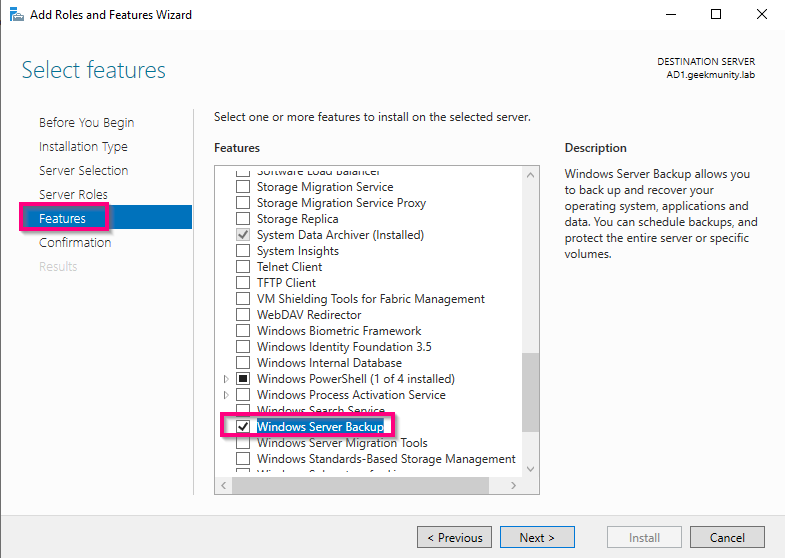 Add Roles and Features Wizard
Select features
DESTINATION SERVER
AD1.geekmunity.lab
Before You Begin
Installation Type
Server Selection
Server Roles
Features
Confirmation
Results
Select one or more features to install on the selected server.
Features
Software Load Balancer
Storage Migration Service
Storage Migration Service Proxy
Storage Replica
System Data Archiver (Installed)
System Insights
Telnet Client
TFTP Client
VM Shielding Tools for Fabric Management
WebDAV Redirector
Windows Biometric Framework
Windows Identity Foundation 3.5
Windows Internal Database
Windows PowerShell (1 of 4 installed)
Windows Process Activation Service
Windows Search Service
Windows Server Backup
Windows Server Migration Tools
Windows Standards-Based Storage Management
Windows
Description
Windows Server Backup allows you
to back up and recover your
operating system, applications and
data. You can schedule backups, and
protect the entire server or specific
volumes.
< Previous
Next >
Install
Cancel